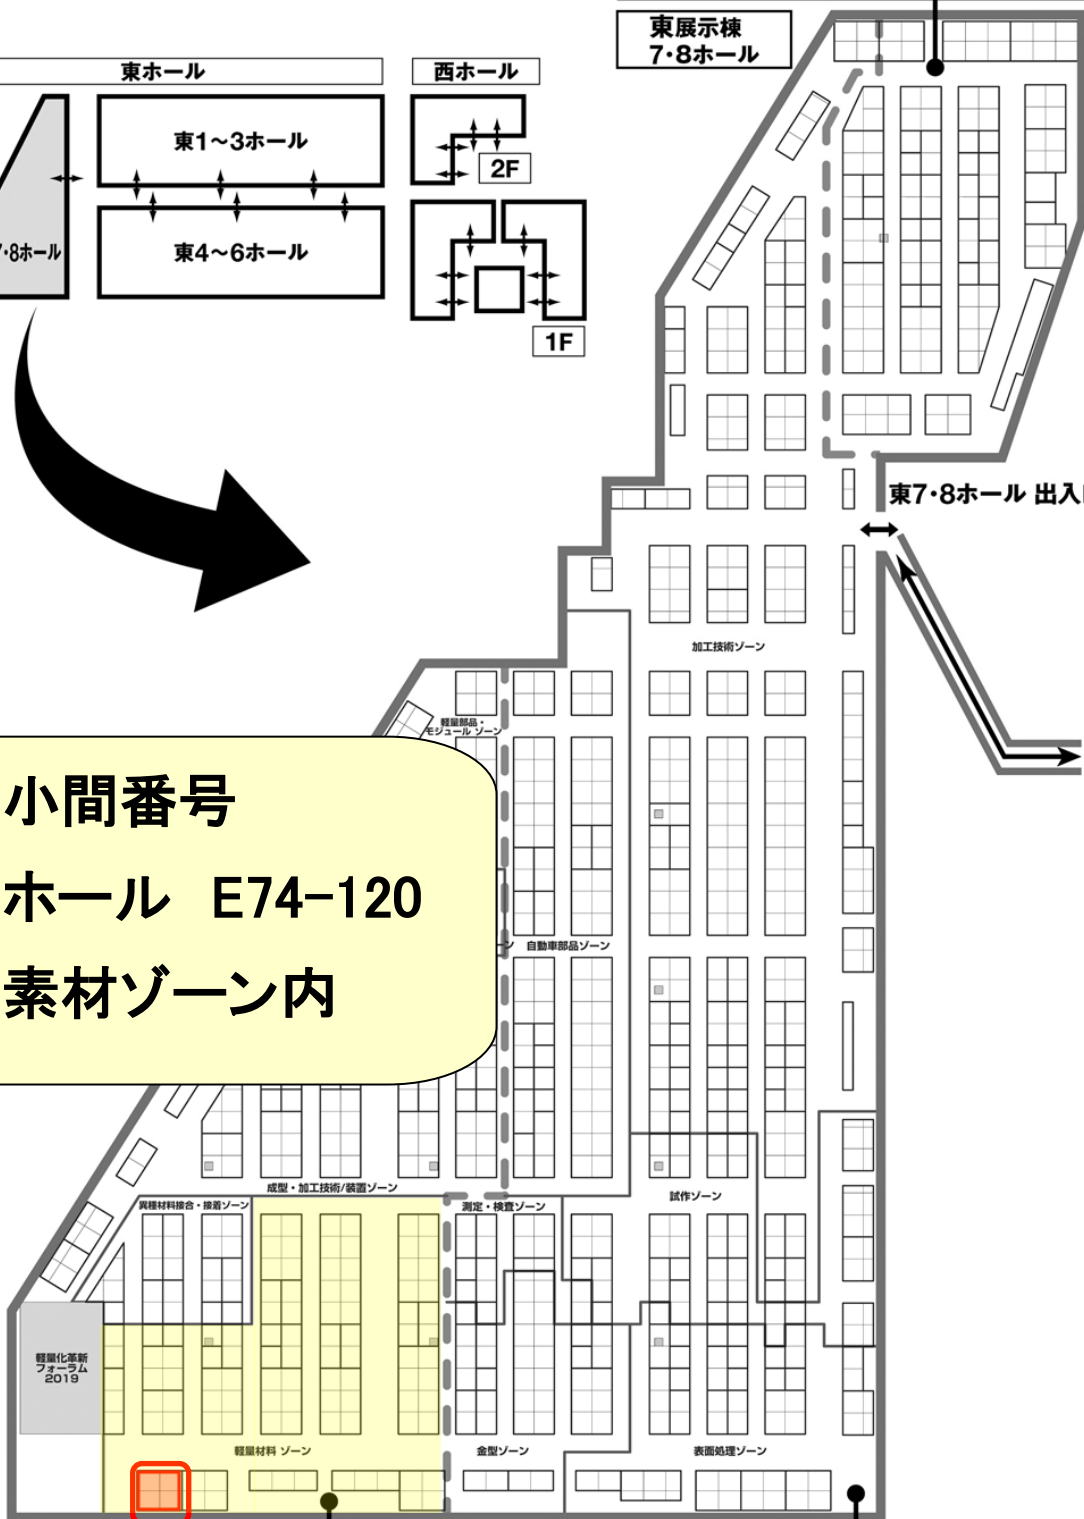 東展示棟
7・8ホール
東ホール
西ホール
東1～3ホール
2F
7・8ホール
東4～6ホール
1F
東7・8ホール 出入口
加工技術ゾーン
軽量部品・
モジュール ゾーン
小間番号
ホール E74-120
素材ゾーン内
ン
自動車部品ゾーン
成型・加工技術/装置ゾーン
異種材料接合・接着ゾーン
測定・検査ゾーン
試作ゾーン
軽量化革新
フォーラム
2019
軽量材料 ゾーン
金型ゾーン
表面処理ゾーン